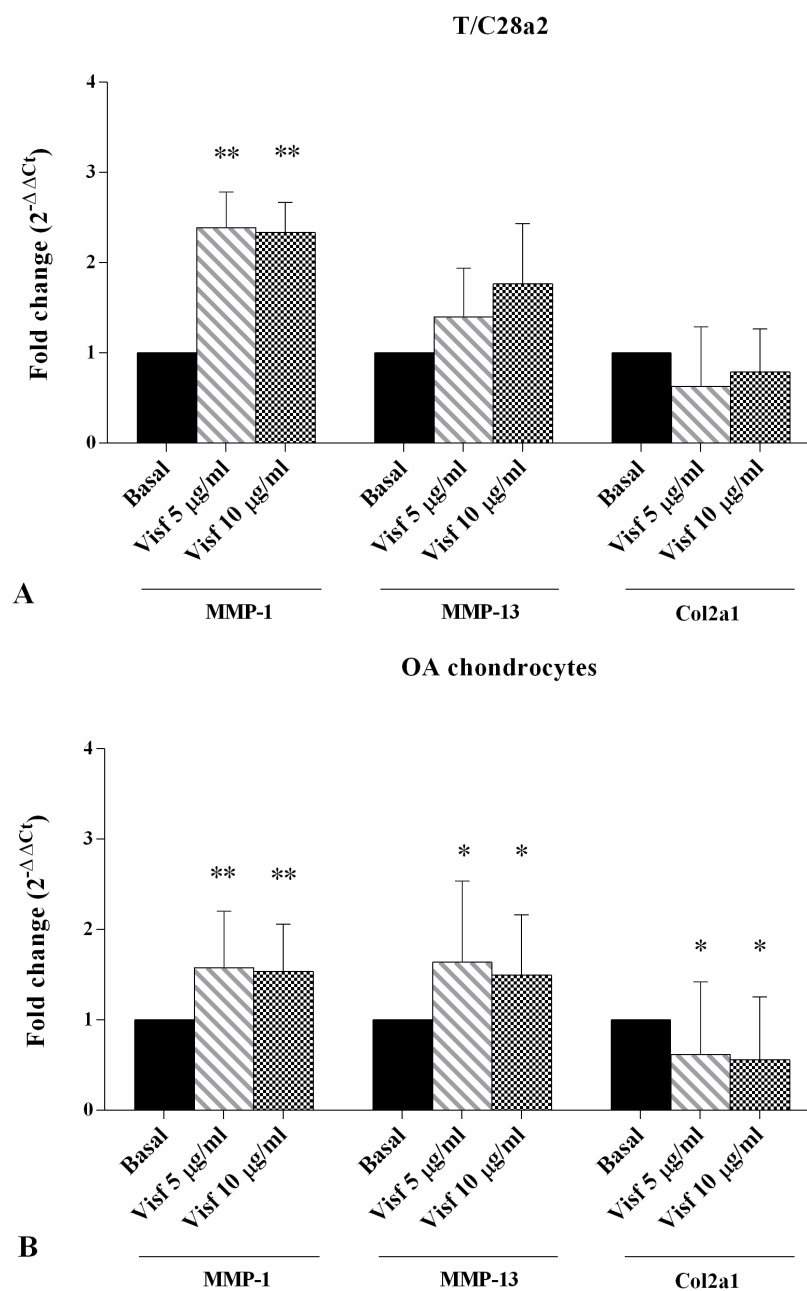 T/C28a2
Fold change (2-ΔΔCt)
4
3
2
1
0
** **
Basal
Visf 5 µg/ml
Visf 10 µg/ml
Basal
Visf 5 µg/ml
Visf 10 µg/ml
Basal
Visf 5 µg/ml
Visf 10 µg/ml
A
MMP-1 MMP-13 Col2a1
OA chondrocytes
Fold change (2-ΔΔCt)
4
3
2
1
0
** ** * * * *
Basal
Visf 5 µg/ml
Visf 10 µg/ml
Basal
Visf 5 µg/ml
Visf 10 µg/ml
Basal
Visf 5 µg/ml
Visf 10 µg/ml
B
MMP-1 MMP-13 Col2a1